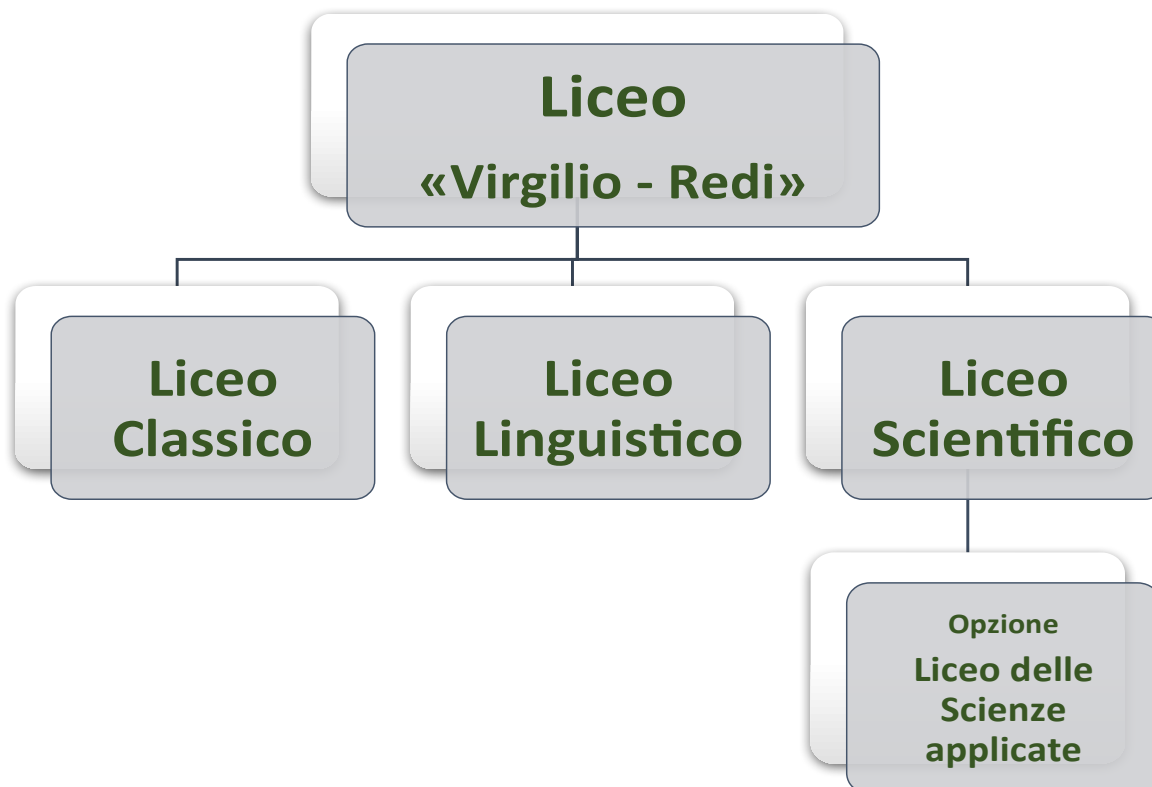 Liceo
«Virgilio - Redi»
Liceo
Classico
Liceo
Linguistico
Liceo
Scientifico
Opzione
Liceo delle
Scienze
applicate